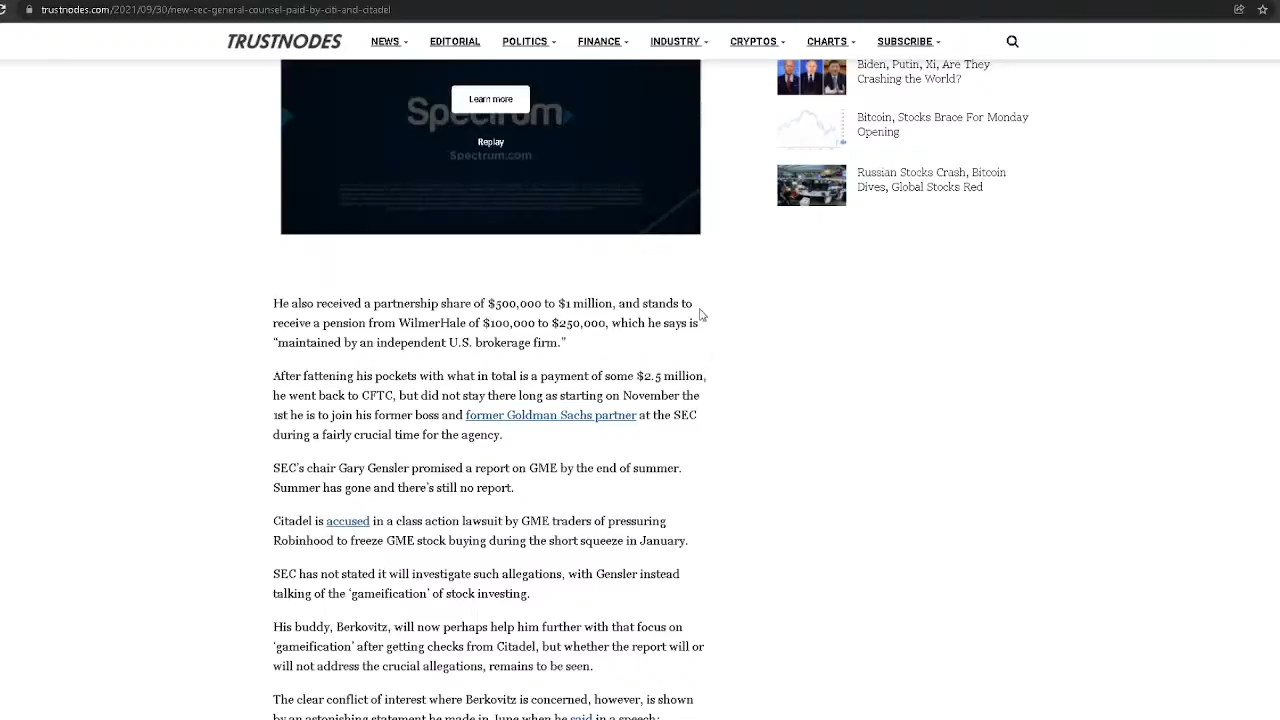 trustnodes.com/2021/09/30/new-sec-general-counsel-paid-by-citi-and-citadel
TRUSTNODES NEWS EDITORIAL POLITICS FINANCE INDUSTRY CRYPTOS CHARTS SUBSCRIBE
Learn more
Spectrum
Replay
Spectrum.com
Biden, Putin, Xi, Are They
Crashing the World?
Bitcoin, Stocks Brace For Monday
Opening
Russian Stocks Crash, Bitcoin
Dives, Global Stocks Red
He also received a partnership share of $500,000 to $1 million, and stands to
receive a pension from WilmerHale of $100,000 to $250,000, which he says is
“maintained by an independent U.S. brokerage firm.”
After fattening his pockets with what in total is a payment of some $2.5 million,
he went back to CFTC, but did not stay there long as starting on November the
1st he is to join his former boss and former Goldman Sachs partner at the SEC
during a fairly crucial time for the agency.
SEC’s chair Gary Gensler promised a report on GME by the end of summer.
Summer has gone and there’s still no report.
Citadel is accused in a class action lawsuit by GME traders of pressuring
Robinhood to freeze GME stock buying during the short squeeze in January.
SEC has not stated it will investigate such allegations, with Gensler instead
talking of the ‘gameification’ of stock investing.
His buddy, Berkovitz, will now perhaps help him further with that focus on
‘gameification’ after getting checks from Citadel, but whether the report will or
will not address the crucial allegations, remains to be seen.
The clear conflict of interest where Berkovitz is concerned, however, is shown
by an astonishing statement he made in June when he said in a speech: